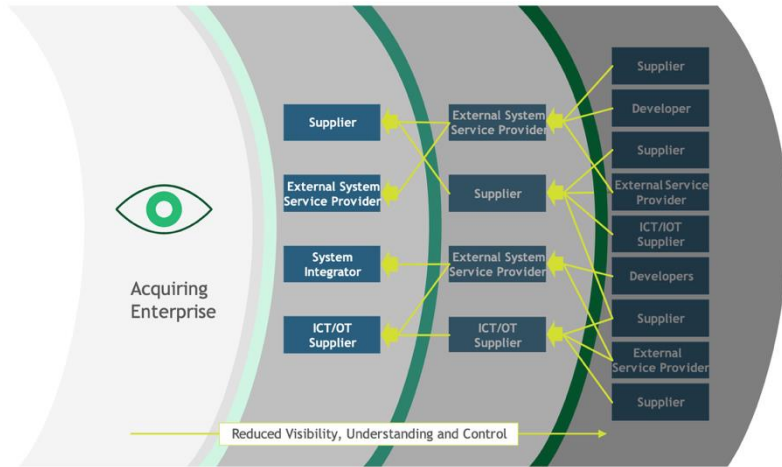 Acquiring
Enterprise
Supplier
External System
Service Provider
System
Integrator
ICT/OT
Supplier
External System
Service Provider
Supplier
External System
Service Provider
ICT/OT
Supplier
Supplier
Developer
Supplier
External Service
Provider
ICT/IOT
Supplier
Developers
Supplier
External
Service Provider
Supplier
Reduced Visibility, Understanding and Control